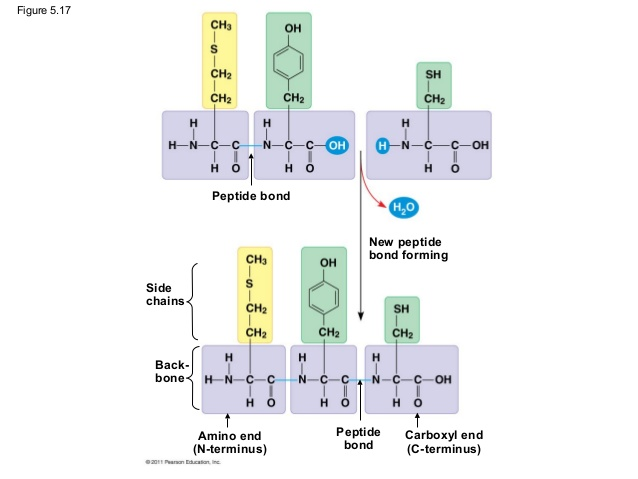 Figure 5.17
CH3
S
CH2
CH2
OH
CH2
SH
CH2
H H H
H N C C N C C OH H N C C OH
H O H O H O
Peptide bond
H2O
New peptide
bond forming
Side
chains
CH3
S
CH2
CH2
OH
CH2
SH
CH2
Back-
bone
H H H
H N C C N C C N C C OH
H O H O H O
Amino end
(N-terminus)
Peptide
bond
Carboxyl end
(C-terminus)
© 2011 Pearson Education, Inc.